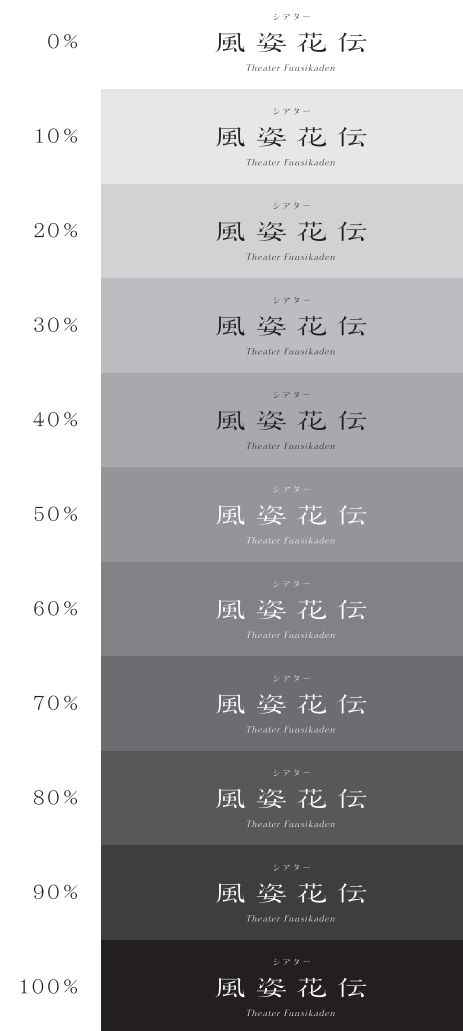 シアター
0% 風姿花伝
Theater Fuusikaden
シアター
10% 風姿花伝
Theater Fuusikaden
シアター
20% 風姿花伝
Theater Fuusikaden
シアター
30% 風姿花伝
Theater Fuusikaden
シアター
40% 風姿花伝
Theater Fuusikaden
シアター
50% 風姿花伝
Theater Fuusikaden
シアター
60% 風姿花伝
Theater Fuusikaden
シアター
70% 風姿花伝
Theater Fuusikaden
シアター
80% 風姿花伝
Theater Fuusikaden
シアター
90% 風姿花伝
Theater Fuusikaden
シアター
100% 風姿花伝
Theater Fuusikaden